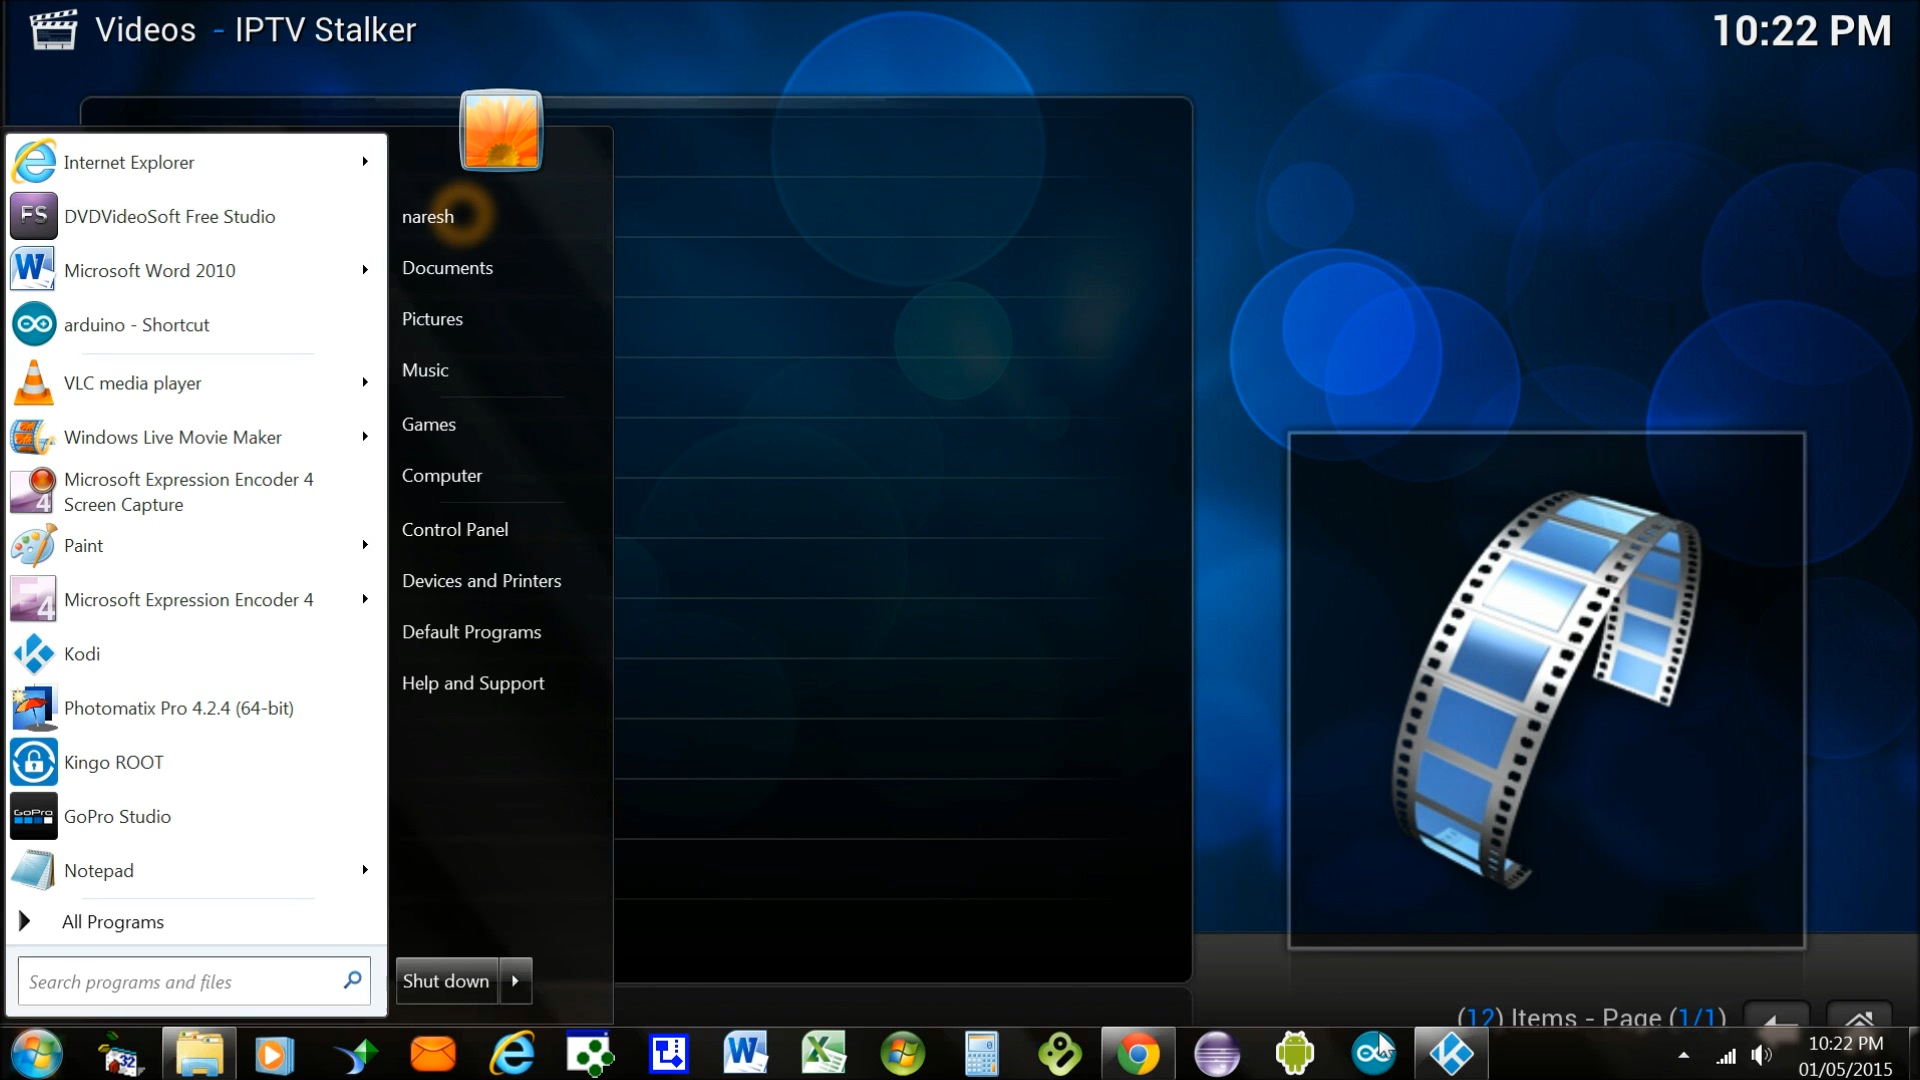 Videos - IPTV Stalker
10:22 PM
Internet Explorer
DVDVideoSoft Free Studio
Microsoft Word 2010
arduino - Shortcut
VLC media player
Windows Live Movie Maker
Microsoft Expression Encoder 4
Screen Capture
Paint
Microsoft Expression Encoder 4
Kodi
Photomatix Pro 4.2.4 (64-bit)
Kingo ROOT
GoPro Studio
Notepad
All Programs
Search programs and files
naresh
Documents
Pictures
Music
Games
Computer
Control Panel
Devices and Printers
Default Programs
Help and Support
Shut down
(12) Items - Page (1/1)
10:22 PM
01/05/2015